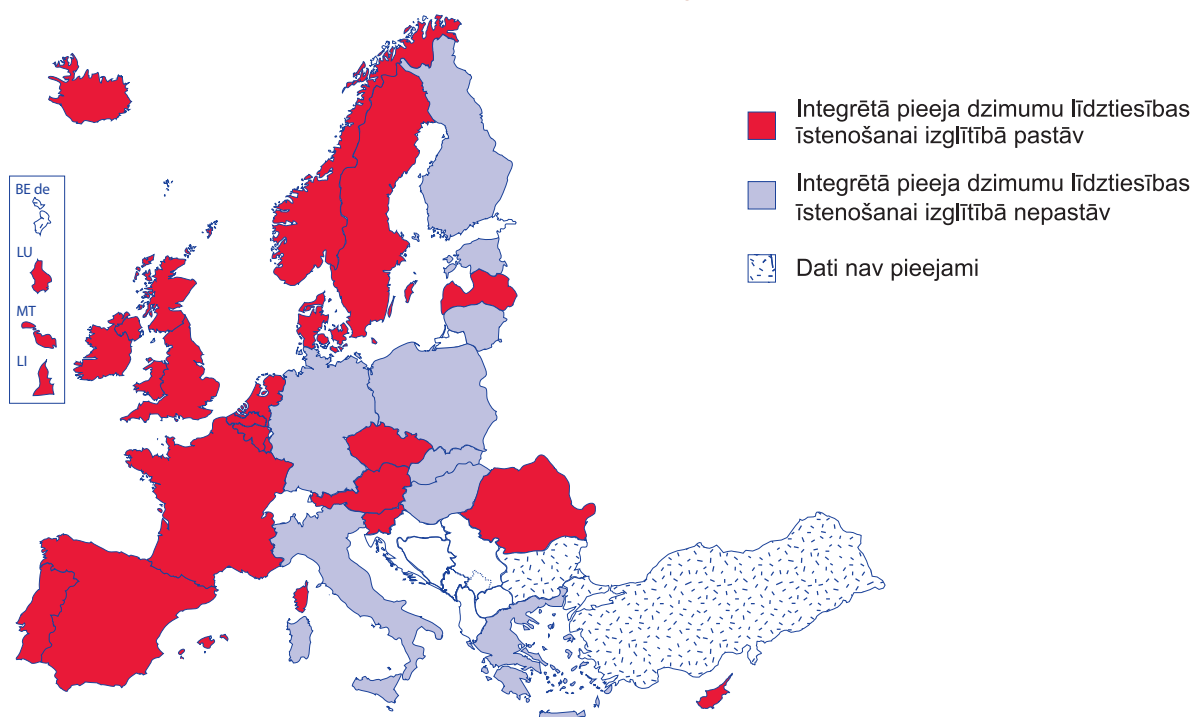 Integrētā pieeja dzimumu līdztiesības
īstenošanai izglītībā pastāv
Integrētā pieeja dzimumu līdztiesības
īstenošanai izglītībā nepastāv
Dati nav pieejami
BE de
LU
MT
LI